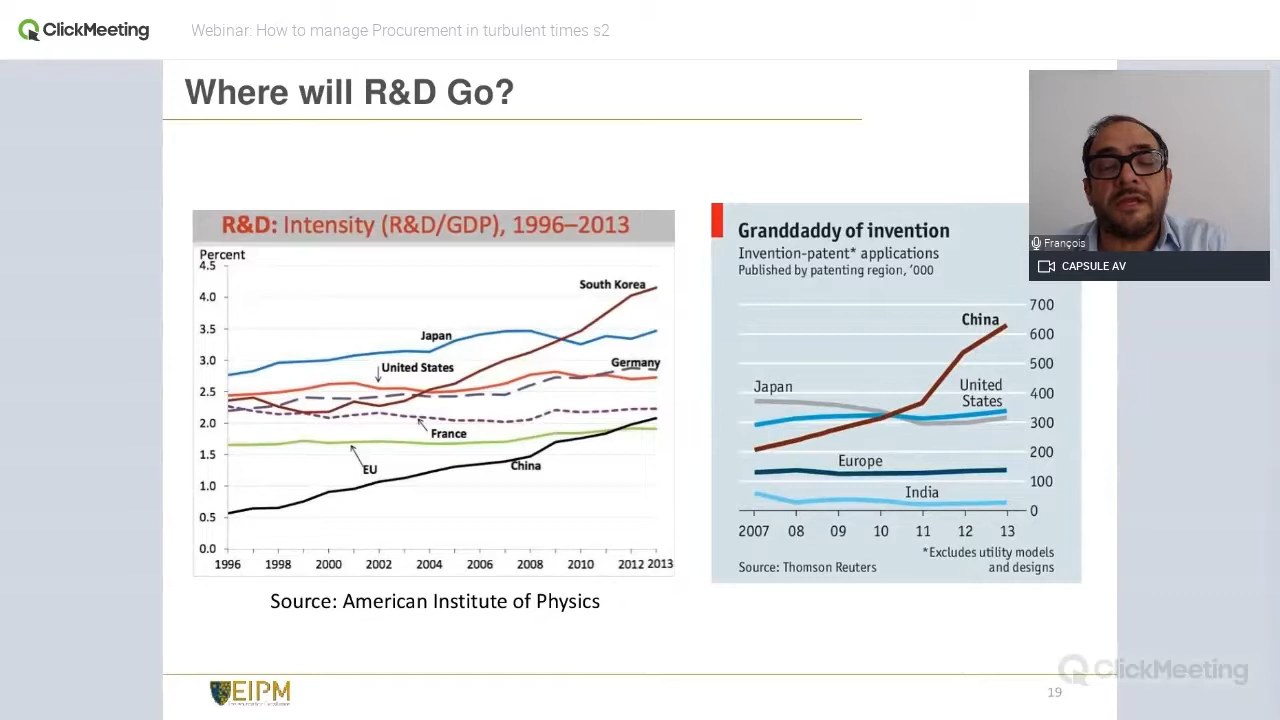 ClickMeeting
Webinar: How to manage Procurement in turbulent times s2
Where will R&D Go?
François
CAPSULE AV
R&D: Intensity (R&D/GDP), 1996–2013
Percent
4.5
4.0
3.5
3.0
2.5
2.0
1.5
1.0
0.5
0.0
South Korea
Japan
United States
Germany
France
EU
China
1996 1998 2000 2002 2004 2006 2008 2010 2012 2013
Source: American Institute of Physics
Granddaddy of invention
Invention-patent* applications
Published by patenting region, ’000
700
600
500
400
300
200
100
0
China
Japan
United
States
Europe
India
2007 08 09 10 11 12 13
*Excludes utility models
and designs
Source: Thomson Reuters
ClickMeeting
EIPM
19